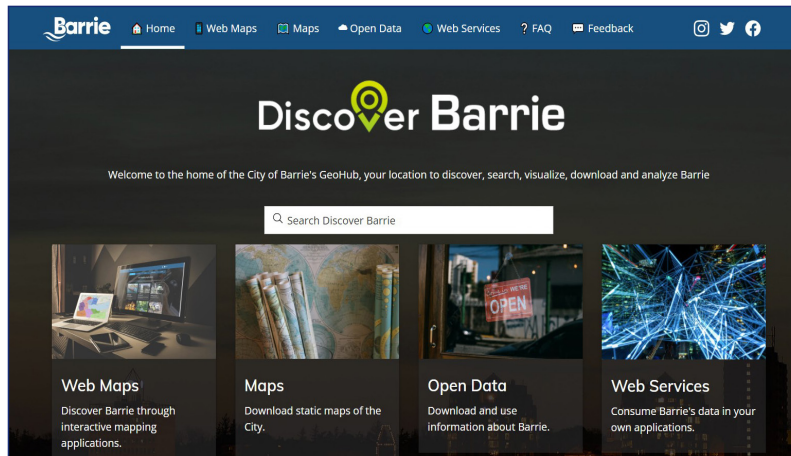 Barrie
Home Web Maps Maps Open Data Web Services ? FAQ Feedback
Discover Barrie
Welcome to the home of the City of Barrie's GeoHub, your location to discover, search, visualize, download and analyze Barrie
Search Discover Barrie
WE'RE
OPEN
Web Maps
Discover Barrie through
interactive mapping
applications.
Maps
Download static maps of the
City.
Open Data
Download and use
information about Barrie.
Web Services
Consume Barrie's data in your
own applications.